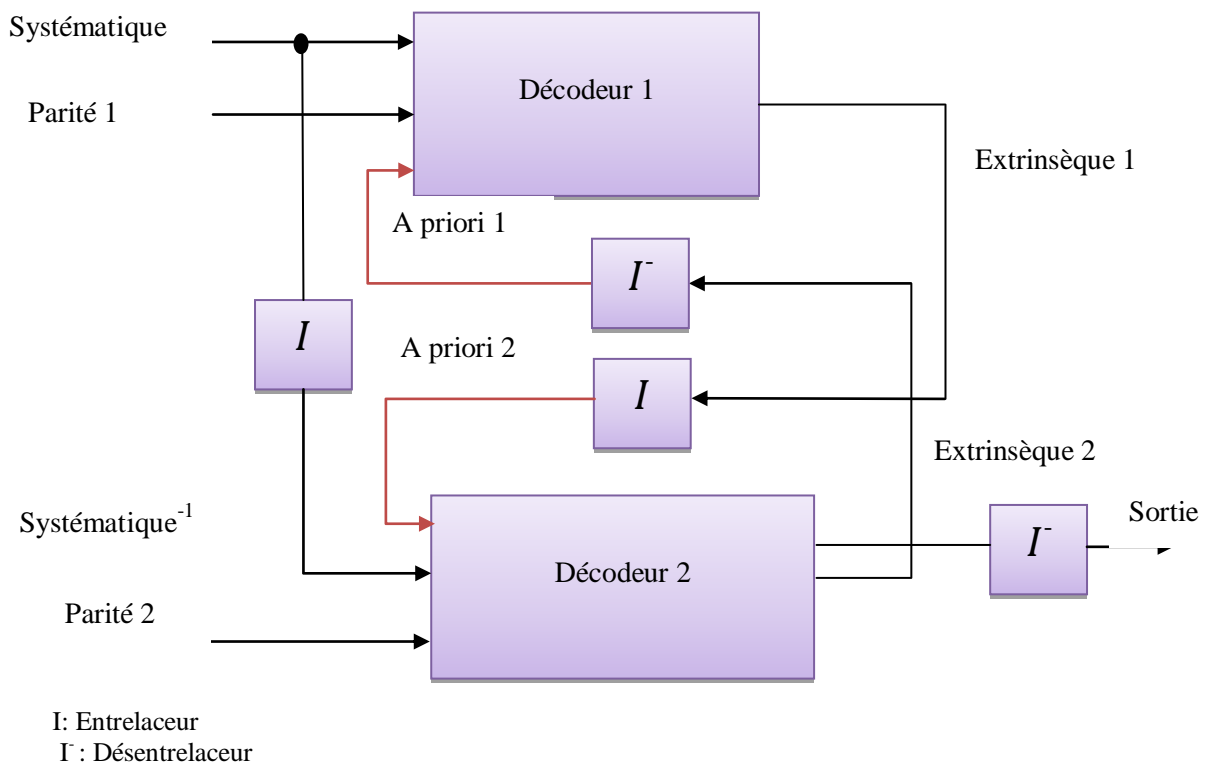 Systématique
Décodeur 1
Parité 1
Extrinsèque 1
A priori 1
I⁻
I
A priori 2
I
Extrinsèque 2
Systématique⁻¹
Sortie
I⁻
Décodeur 2
Parité 2
I: Entrelaceur
I⁻ : Désentrelaceur